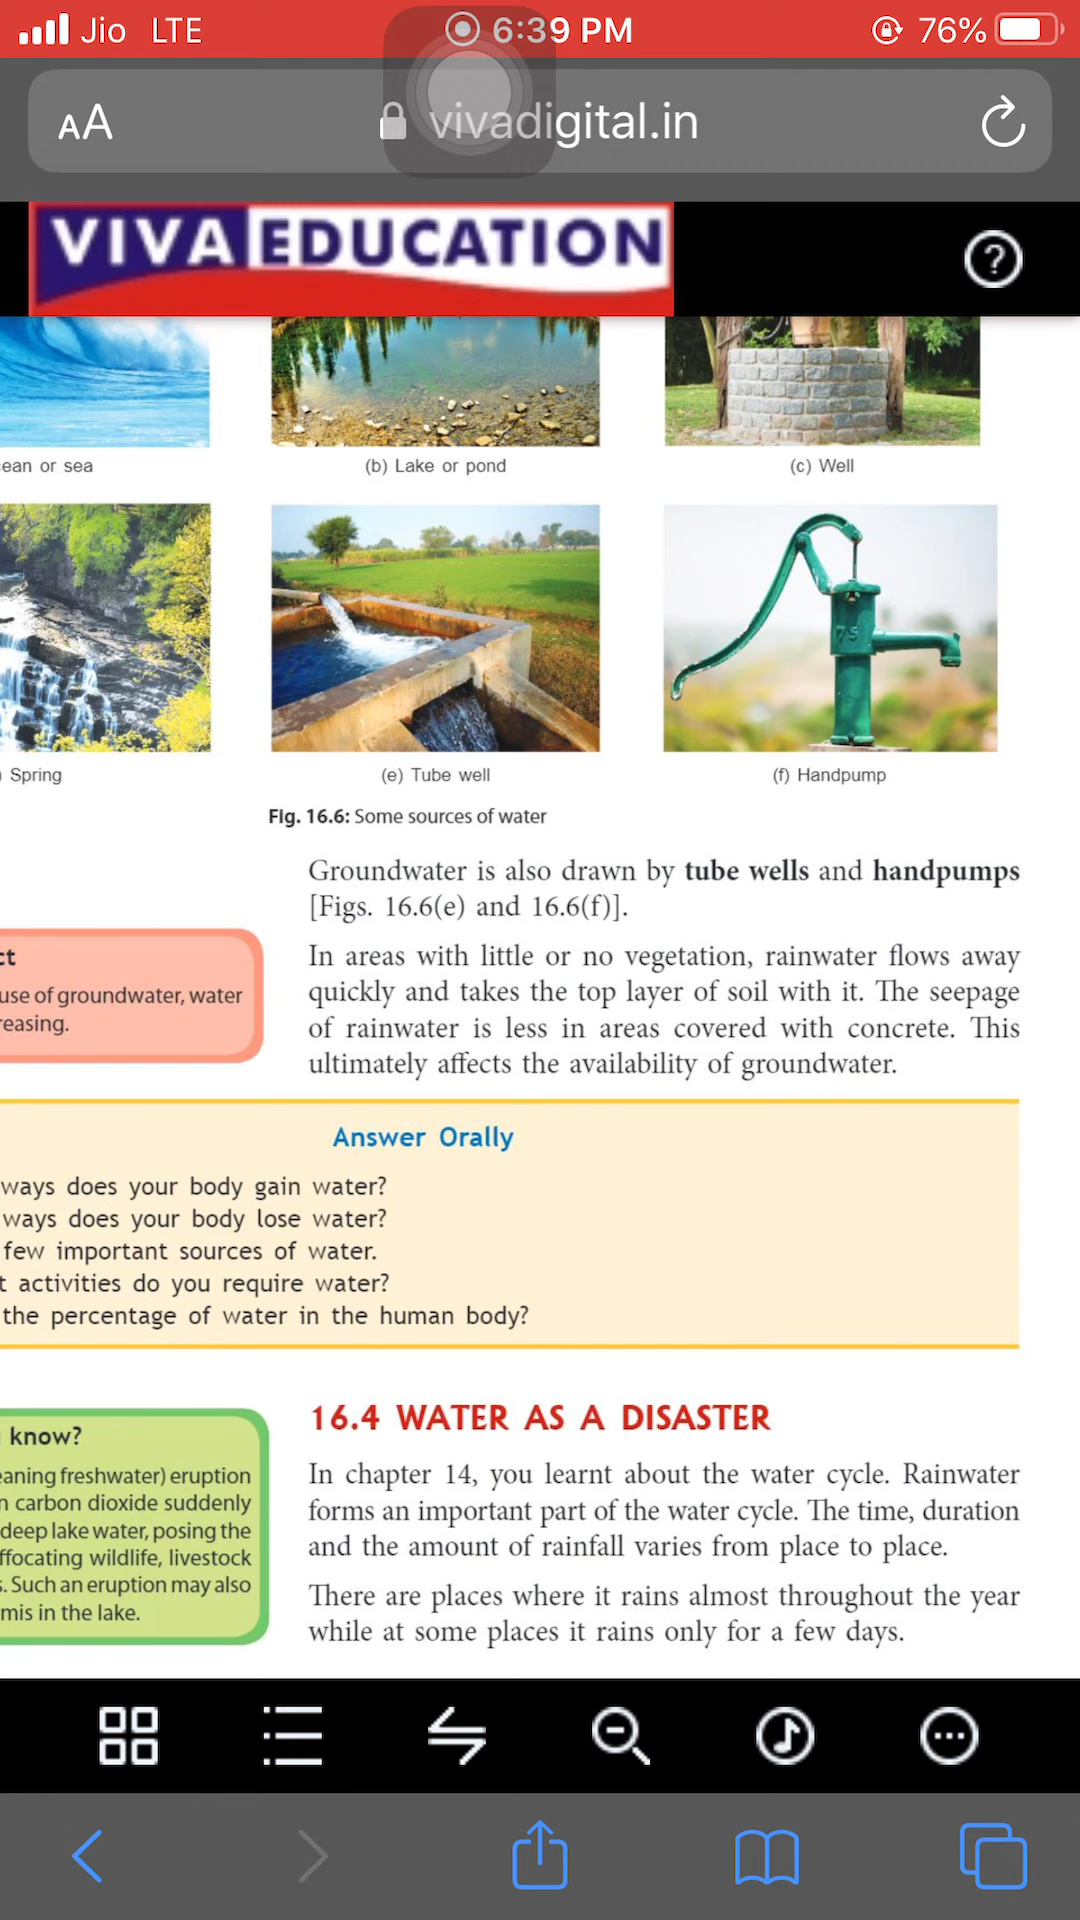 Jio LTE 6:39 PM 76%
AA vivadigital.in
VIVA EDUCATION
?
ean or sea
(b) Lake or pond
(c) Well
75
Spring
(e) Tube well
(f) Handpump
Fig. 16.6: Some sources of water
Groundwater is also drawn by tube wells and handpumps
[Figs. 16.6(e) and 16.6(f)].
ct
use of groundwater, water
reasing.
In areas with little or no vegetation, rainwater flows away
quickly and takes the top layer of soil with it. The seepage
of rainwater is less in areas covered with concrete. This
ultimately affects the availability of groundwater.
Answer Orally
ways does your body gain water?
ways does your body lose water?
few important sources of water.
t activities do you require water?
the percentage of water in the human body?
know?
eaning freshwater) eruption
n carbon dioxide suddenly
deep lake water, posing the
ffocating wildlife, livestock
s. Such an eruption may also
mis in the lake.
16.4 WATER AS A DISASTER
In chapter 14, you learnt about the water cycle. Rainwater
forms an important part of the water cycle. The time, duration
and the amount of rainfall varies from place to place.
There are places where it rains almost throughout the year
while at some places it rains only for a few days.